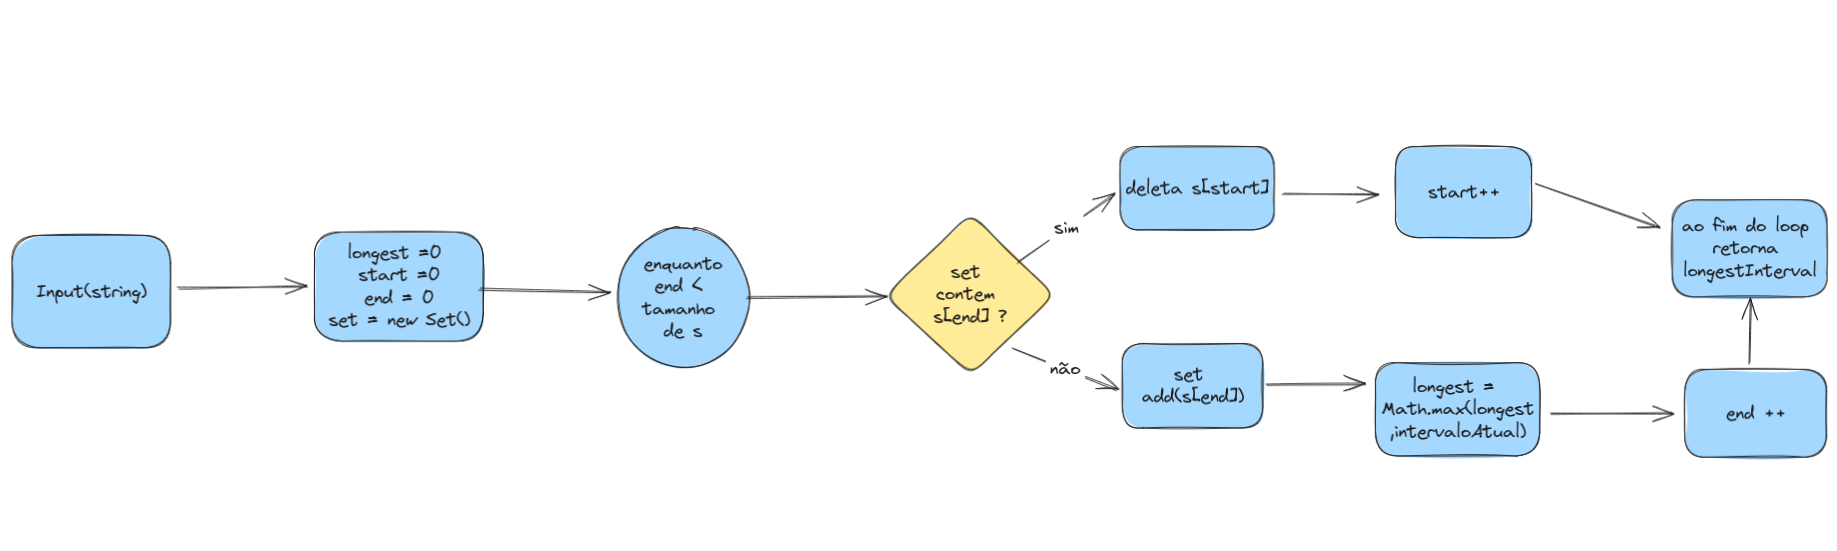 Input(string)
longest =0
start =0
end = 0
set = new Set()
enquanto
end <
tamanho
de s
set
contem
s[end] ?
sim
deleta s[start]
start++
não
set
add(s[end])
longest =
Math.max(longest
,intervaloAtual)
end ++
ao fim do loop
retorna
longestInterval